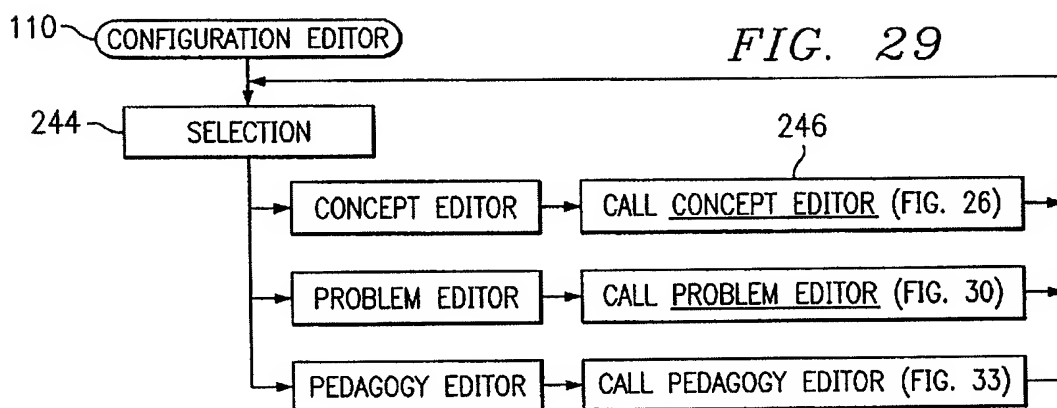 110 CONFIGURATION EDITOR
FIG. 29
244 SELECTION
246
CONCEPT EDITOR CALL CONCEPT EDITOR (FIG. 26)
PROBLEM EDITOR CALL PROBLEM EDITOR (FIG. 30)
PEDAGOGY EDITOR CALL PEDAGOGY EDITOR (FIG. 33)